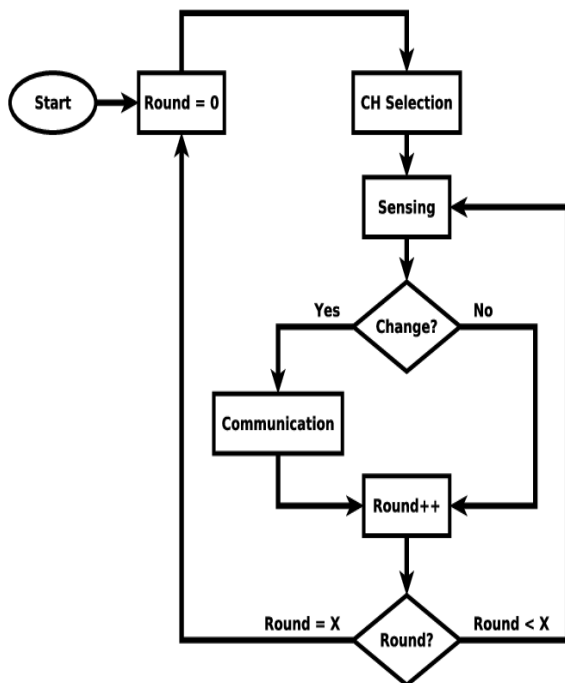 Start
Round = 0
CH Selection
Sensing
Change?
Yes
No
Communication
Round++
Round?
Round = X
Round < X